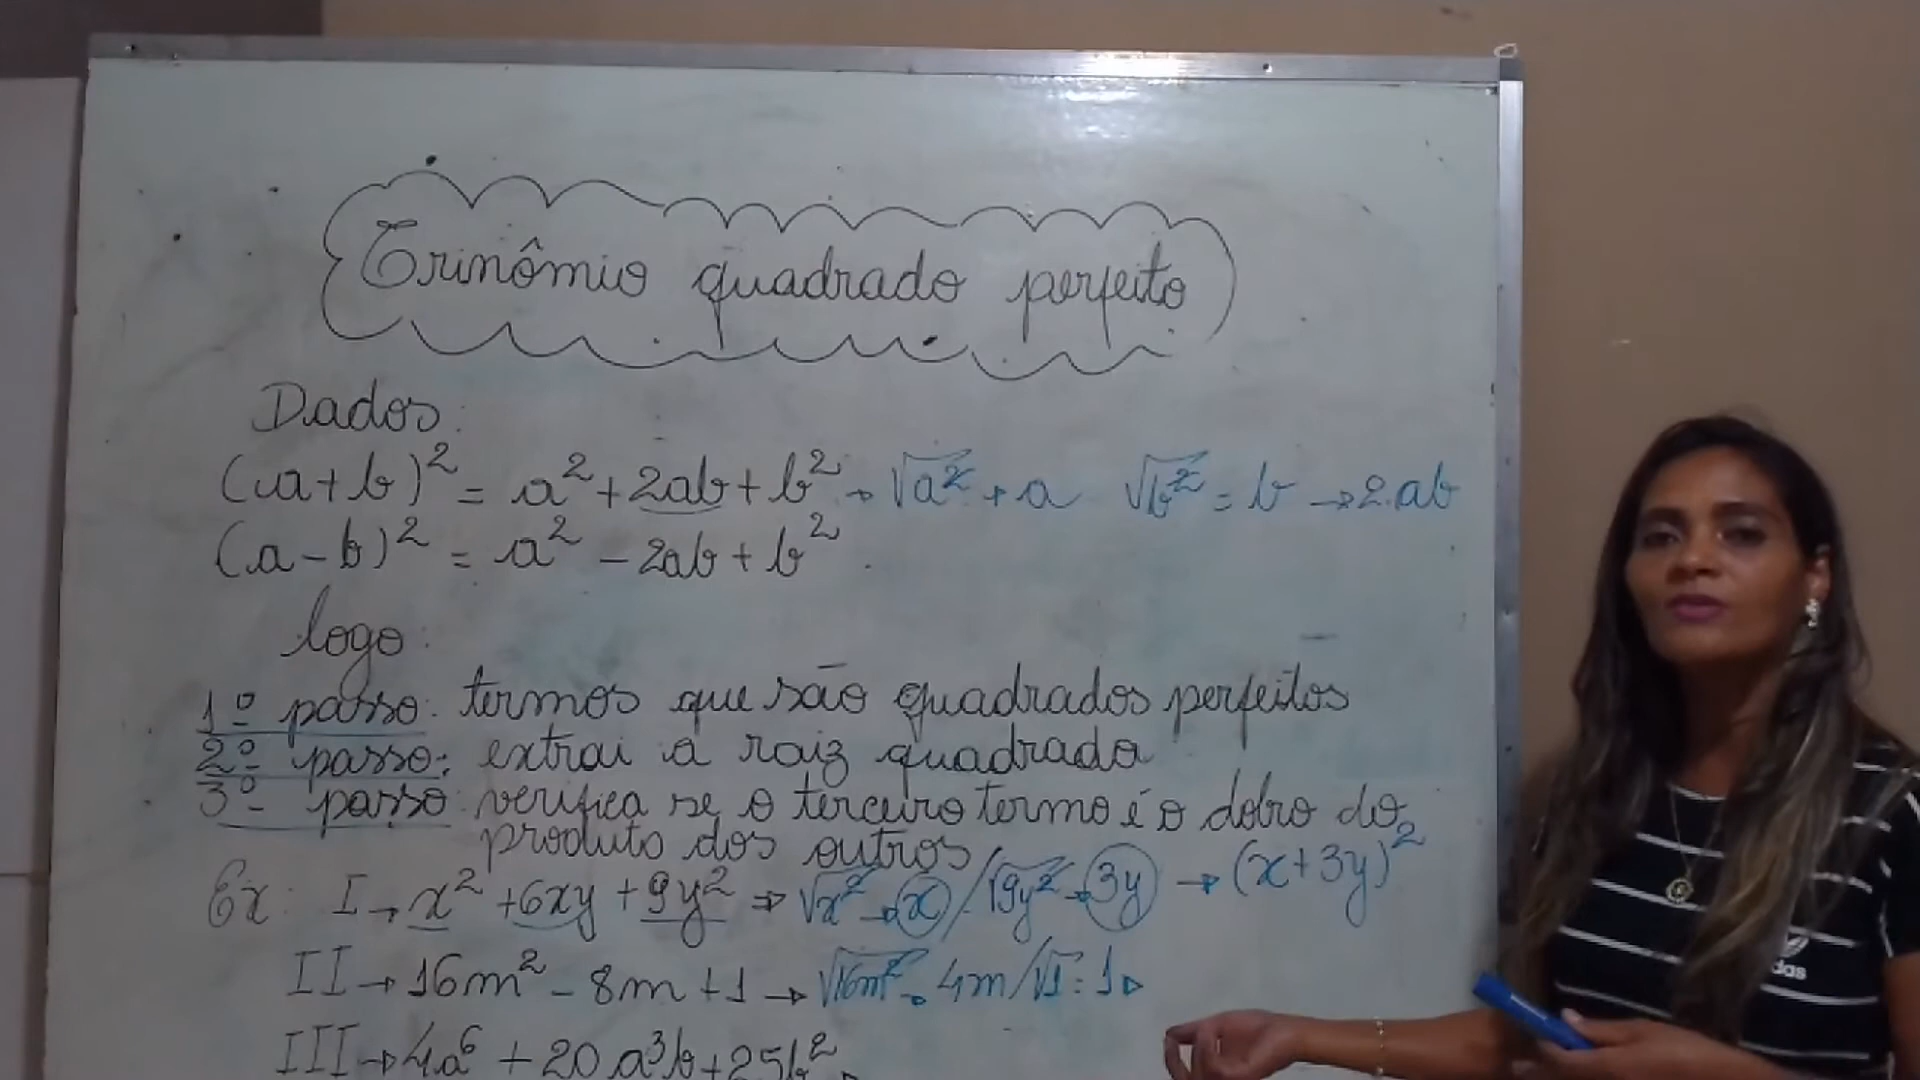 Trinômio quadrado perfeito
Dados:
(a+b)² = a² + 2ab + b² → √a² + a √b² = b → 2.ab
(a-b)² = a² - 2ab + b²
logo:
1º passo: termos que são quadrados perfeitos
2º passo: extrai a raiz quadrada
3º passo: verifica se o terceiro termo é o dobro do
produto dos outros
Ex: I → x² + 6xy + 9y² ⇒ √x² → x / √9y² → 3y → (x+3y)²
II → 16m² - 8m + 1 → √16m² → 4m / √1 : 1 →
III → 4a⁶ + 20a³b + 25b² →
das